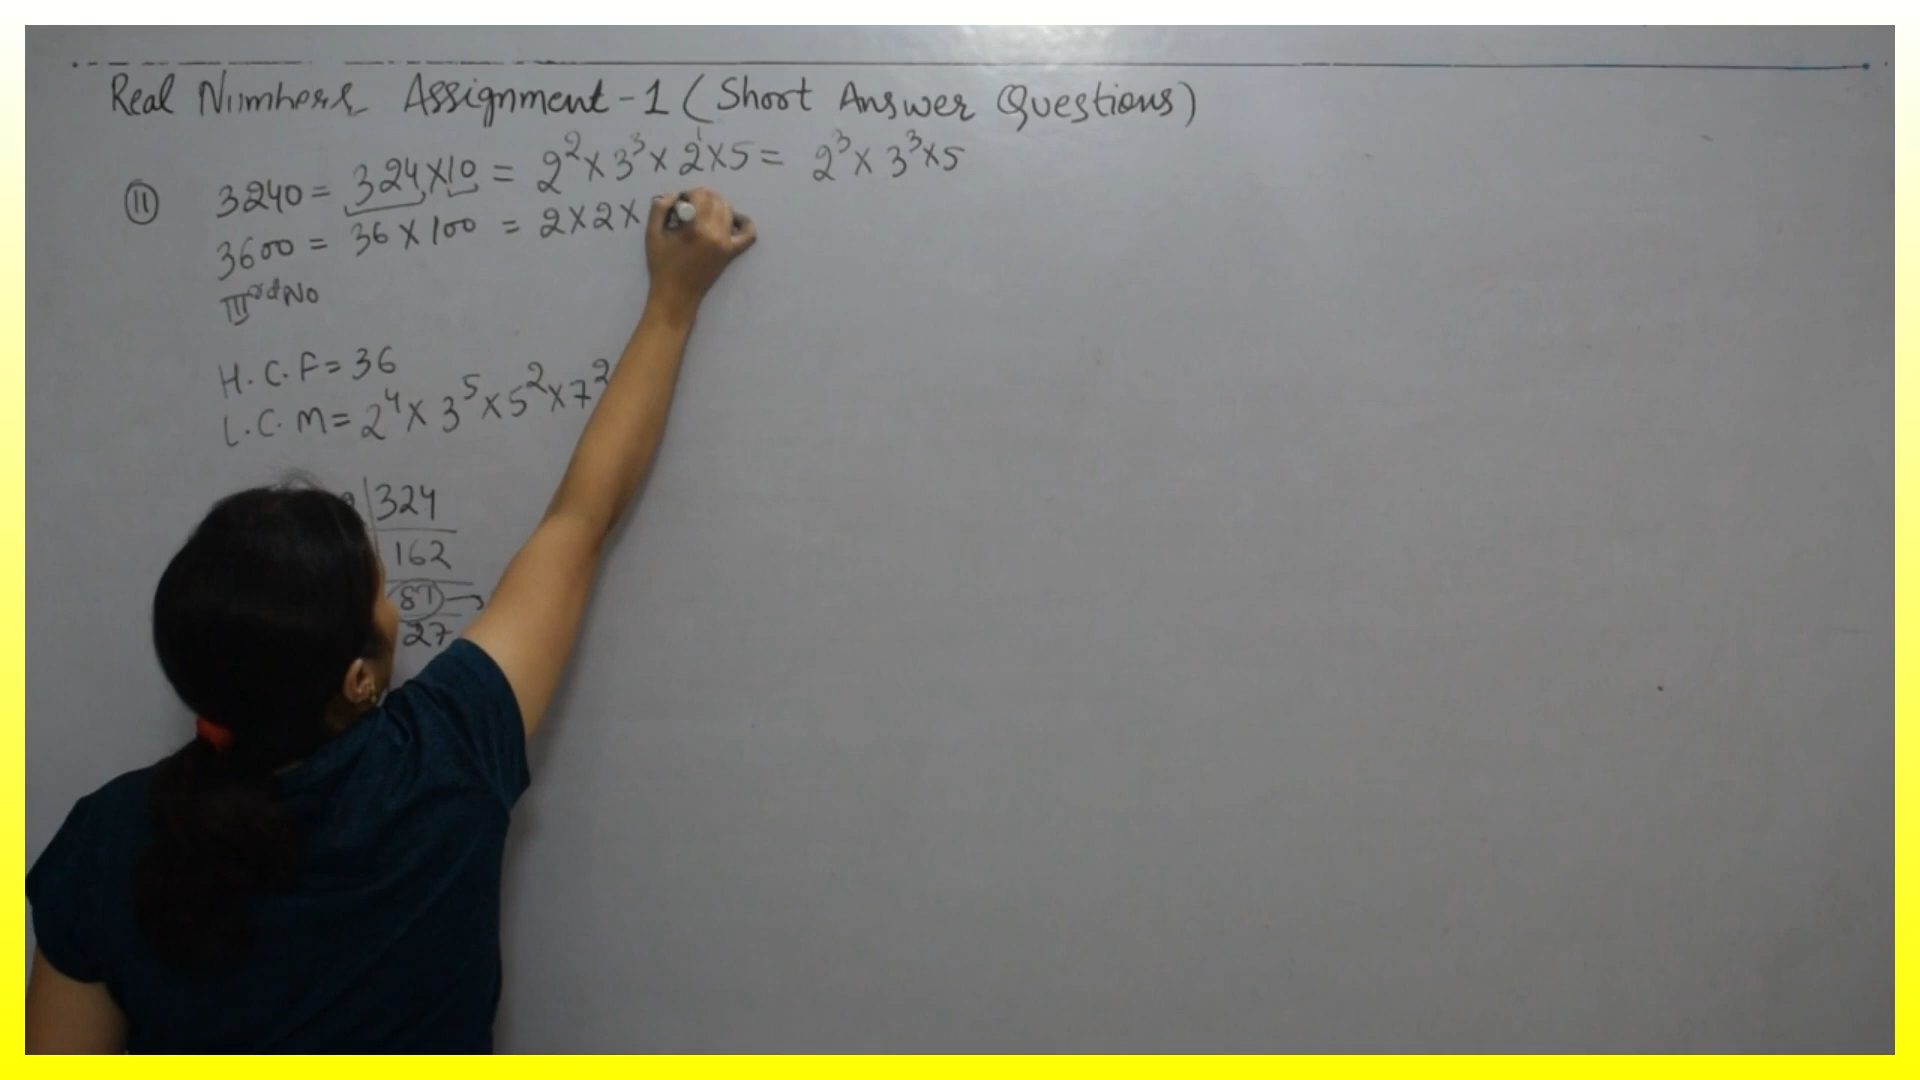 Real Numbers Assignment-1 (Short Answer Questions)
(11) 3240 = 324×10 = 2²×3³×2¹×5 = 2³×3³×5
3600 = 36×100 = 2×2×
IIIrd No
H.C.F = 36
L.C.M = 2⁴×3⁵×5²×7²
324
162
81 →
27